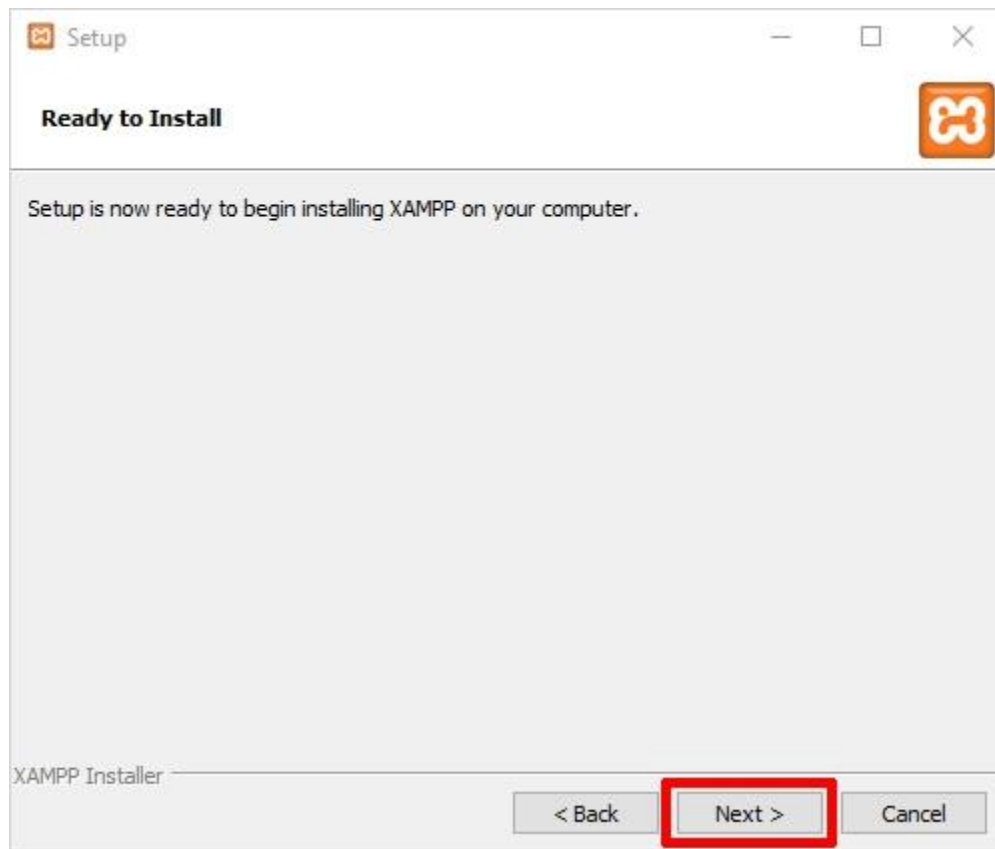 Setup
Ready to Install
Setup is now ready to begin installing XAMPP on your computer.
XAMPP Installer
< Back Next > Cancel